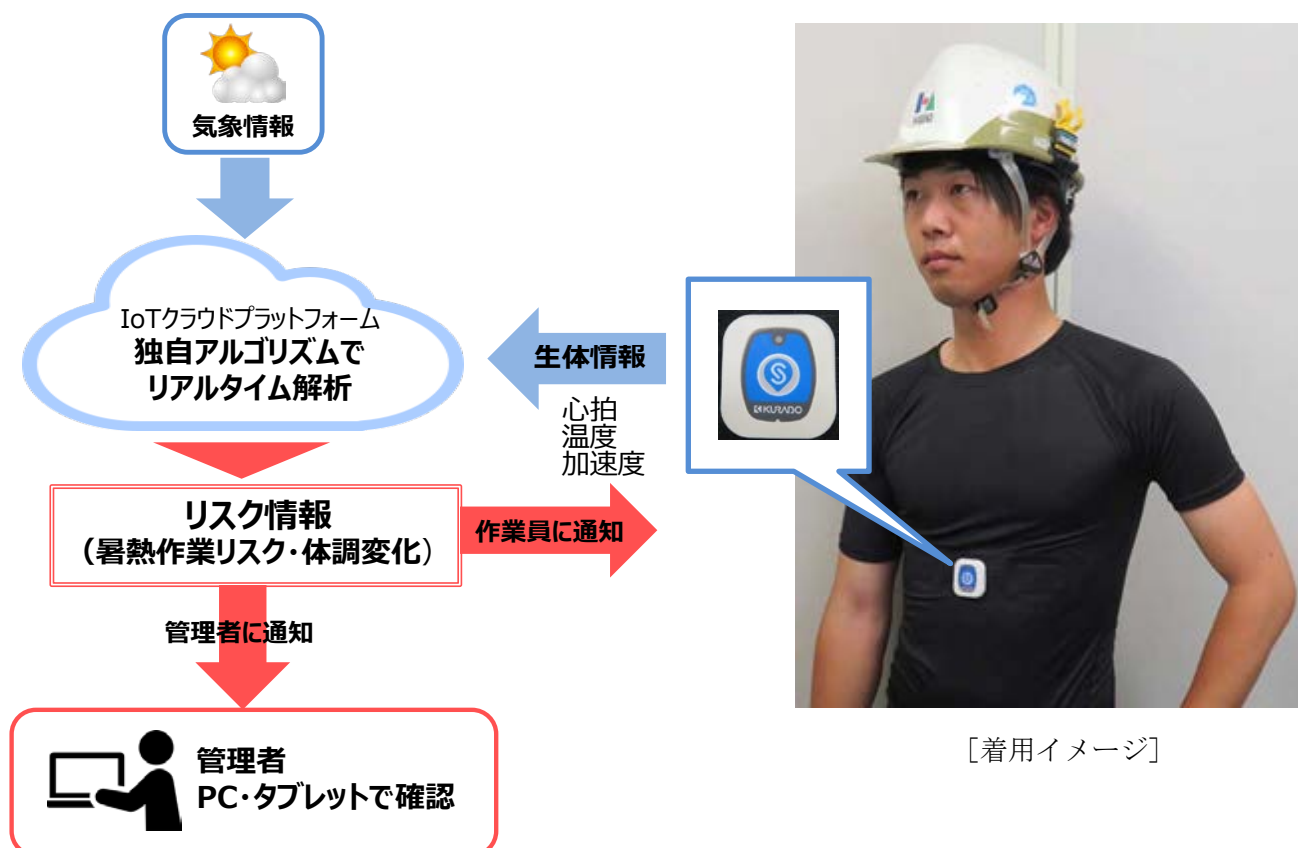 気象情報
IoTクラウドプラットフォーム
独自アルゴリズムで
リアルタイム解析
生体情報
心拍
温度
加速度
KURABO
リスク情報
（暑熱作業リスク・体調変化）
作業員に通知
管理者に通知
管理者
PC・タブレットで確認
［着用イメージ］